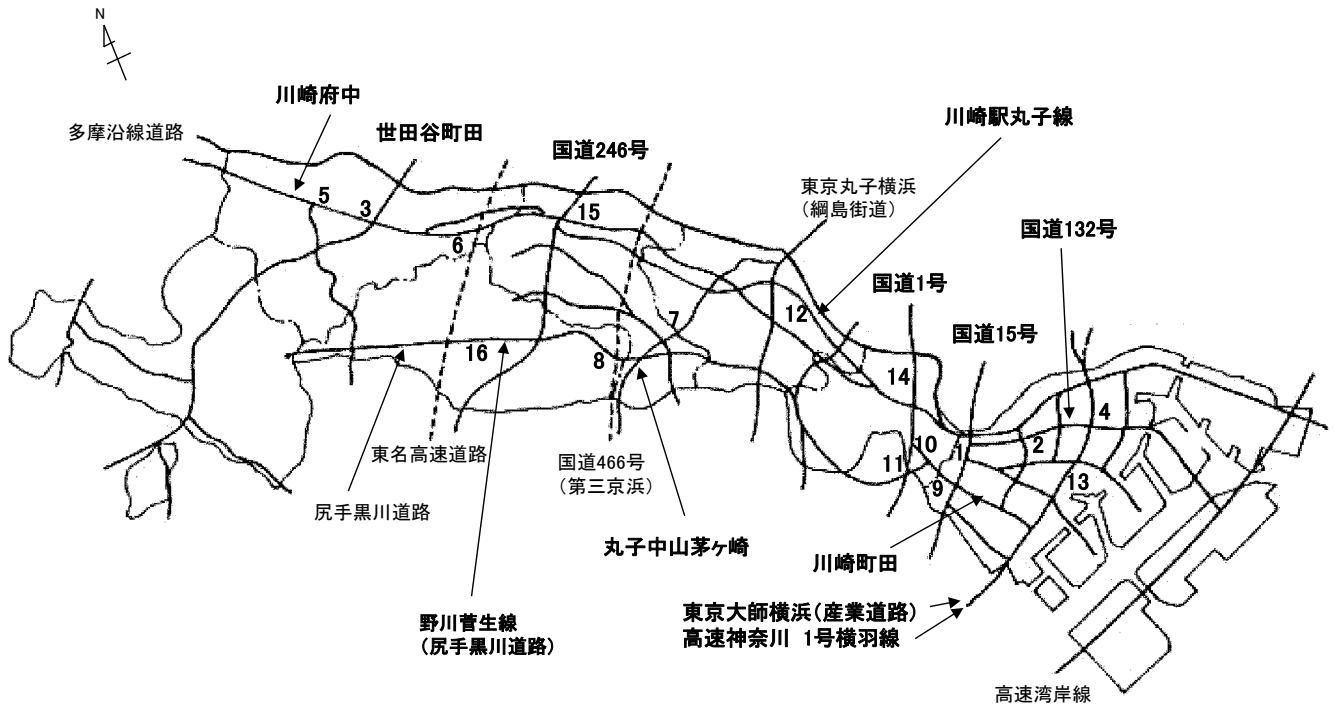 N
川崎府中
多摩沿線道路
世田谷町田
国道246号
川崎駅丸子線
東京丸子横浜
(綱島街道)
国道132号
国道1号
国道15号
5
3
15
6
12
7
16
8
14
4
10
1
2
11
9
13
東名高速道路
国道466号
(第三京浜)
尻手黒川道路
丸子中山茅ヶ崎
川崎町田
野川菅生線
(尻手黒川道路)
東京大師横浜(産業道路)
高速神奈川 1号横羽線
高速湾岸線